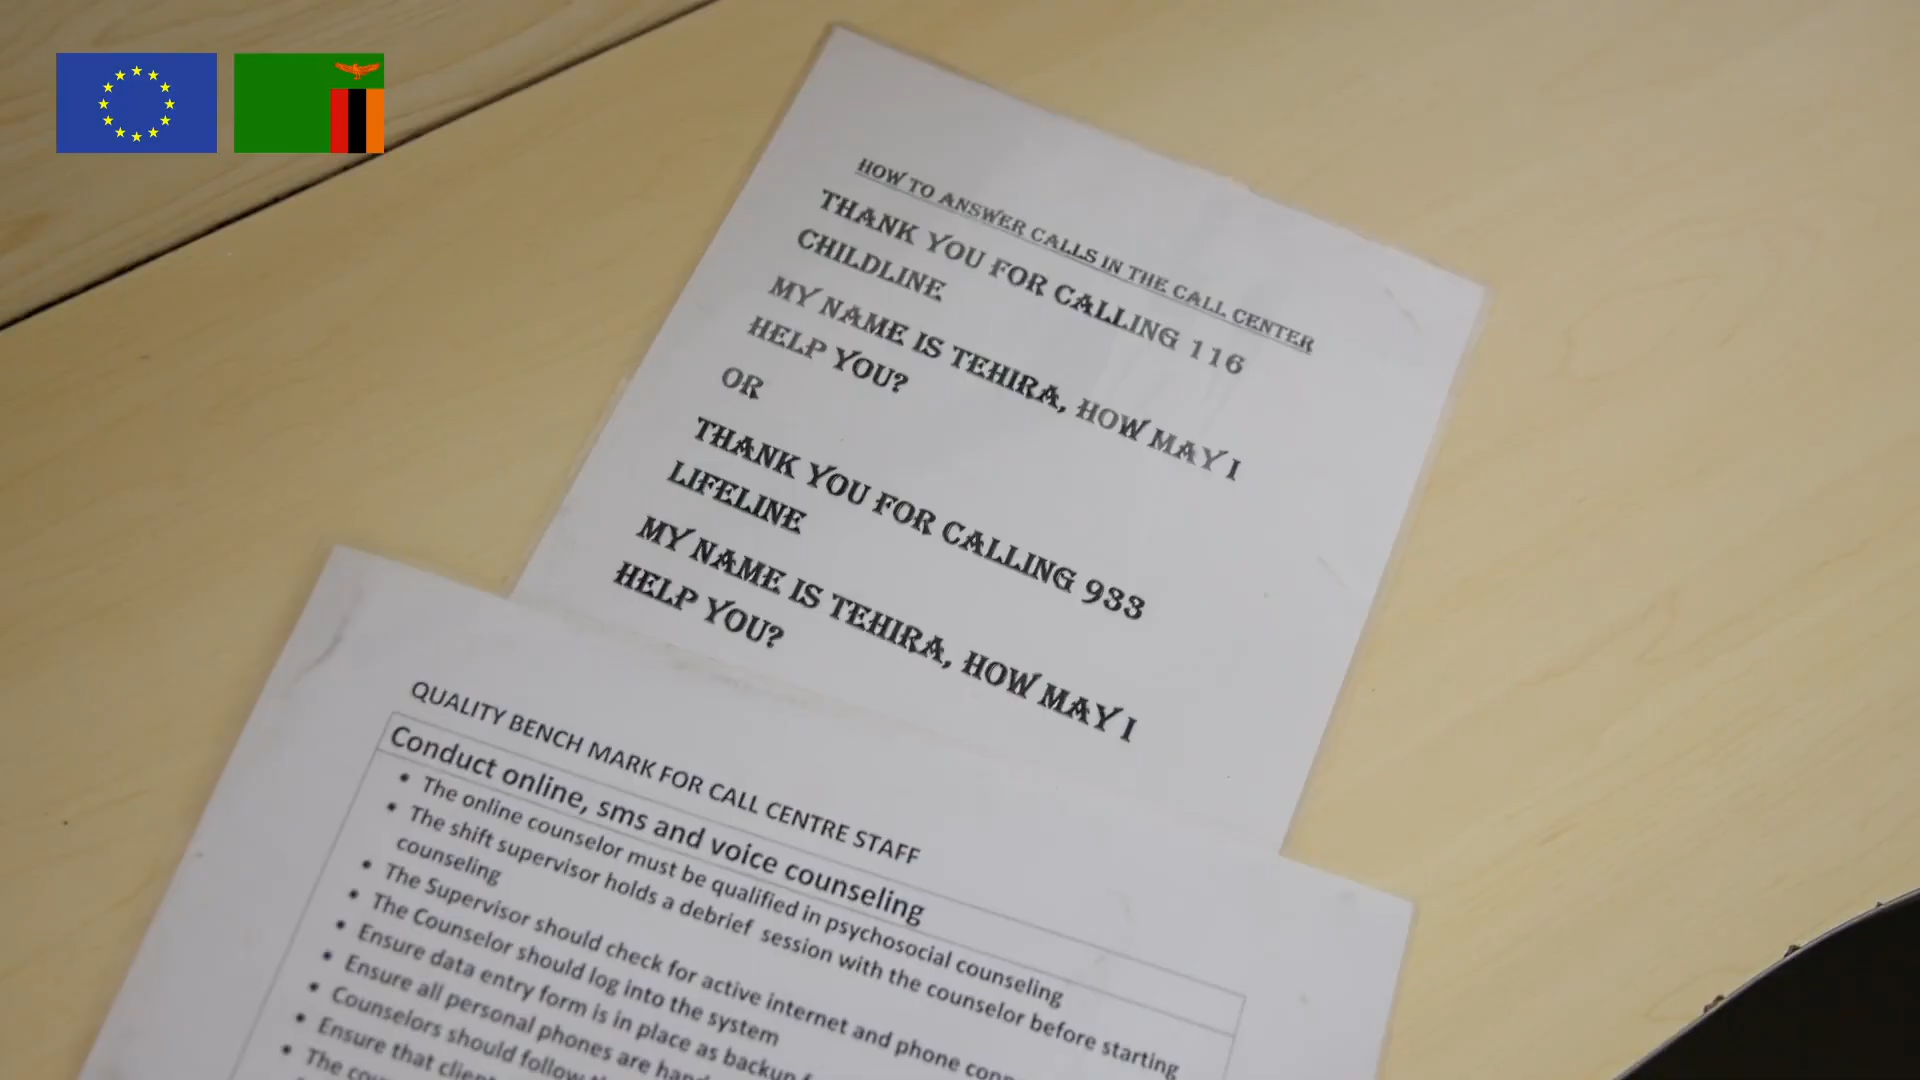 HOW TO ANSWER CALLS IN THE CALL CENTER
THANK YOU FOR CALLING 116
CHILDLINE
MY NAME IS TEHIRA, HOW MAY I
HELP YOU?
OR
THANK YOU FOR CALLING 933
LIFELINE
MY NAME IS TEHIRA, HOW MAY I
HELP YOU?
QUALITY BENCH MARK FOR CALL CENTRE STAFF
Conduct online, sms and voice counseling
• The online counselor must be qualified in psychosocial counseling
• The shift supervisor holds a debrief session with the counselor before starting
counseling
• The Supervisor should check for active internet and phone
• The Counselor should log into the system
• Ensure data entry form is in place as backup
• Ensure all personal phones are
• Counselors should follow
• Ensure that
• The